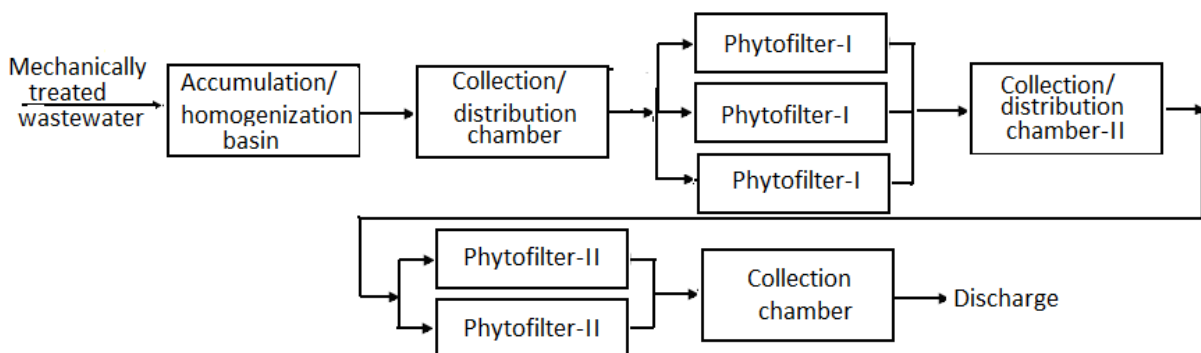 Mechanically
treated
wastewater
Accumulation/
homogenization
basin
Collection/
distribution
chamber
Phytofilter-I
Phytofilter-I
Phytofilter-I
Collection/
distribution
chamber-II
Phytofilter-II
Phytofilter-II
Collection
chamber
Discharge